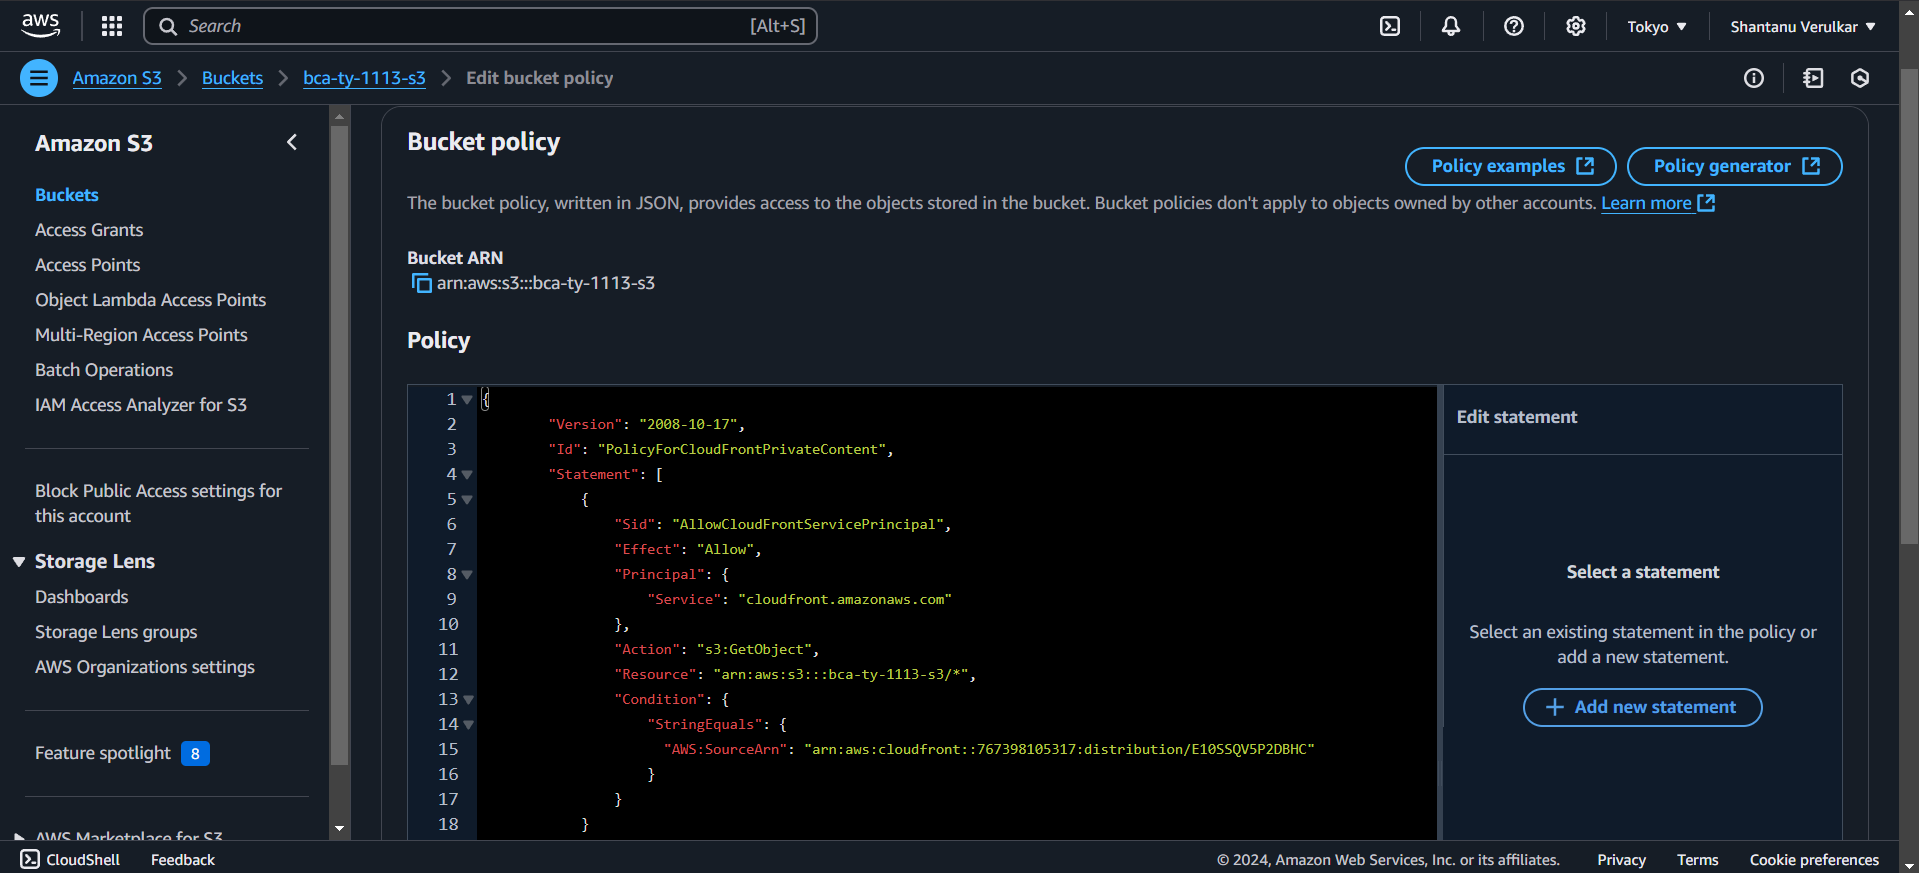 aws
Search [Alt+S]
Tokyo
Shantanu Verulkar
Amazon S3
Buckets
bca-ty-1113-s3
Edit bucket policy
Amazon S3
Buckets
Access Grants
Access Points
Object Lambda Access Points
Multi-Region Access Points
Batch Operations
IAM Access Analyzer for S3
Block Public Access settings for
this account
Storage Lens
Dashboards
Storage Lens groups
AWS Organizations settings
Feature spotlight 8
AWS Marketplace for S3
Bucket policy
Policy examples
Policy generator
The bucket policy, written in JSON, provides access to the objects stored in the bucket. Bucket policies don't apply to objects owned by other accounts. Learn more
Bucket ARN
arn:aws:s3:::bca-ty-1113-s3
Policy
1 {
2 "Version": "2008-10-17",
3 "Id": "PolicyForCloudFrontPrivateContent",
4 "Statement": [
5 {
6 "Sid": "AllowCloudFrontServicePrincipal",
7 "Effect": "Allow",
8 "Principal": {
9 "Service": "cloudfront.amazonaws.com"
10 },
11 "Action": "s3:GetObject",
12 "Resource": "arn:aws:s3:::bca-ty-1113-s3/*",
13 "Condition": {
14 "StringEquals": {
15 "AWS:SourceArn": "arn:aws:cloudfront::767398105317:distribution/E10SSQV5P2DBHC"
16 }
17 }
18 }
Edit statement
Select a statement
Select an existing statement in the policy or
add a new statement.
Add new statement
CloudShell
Feedback
© 2024, Amazon Web Services, Inc. or its affiliates.
Privacy
Terms
Cookie preferences